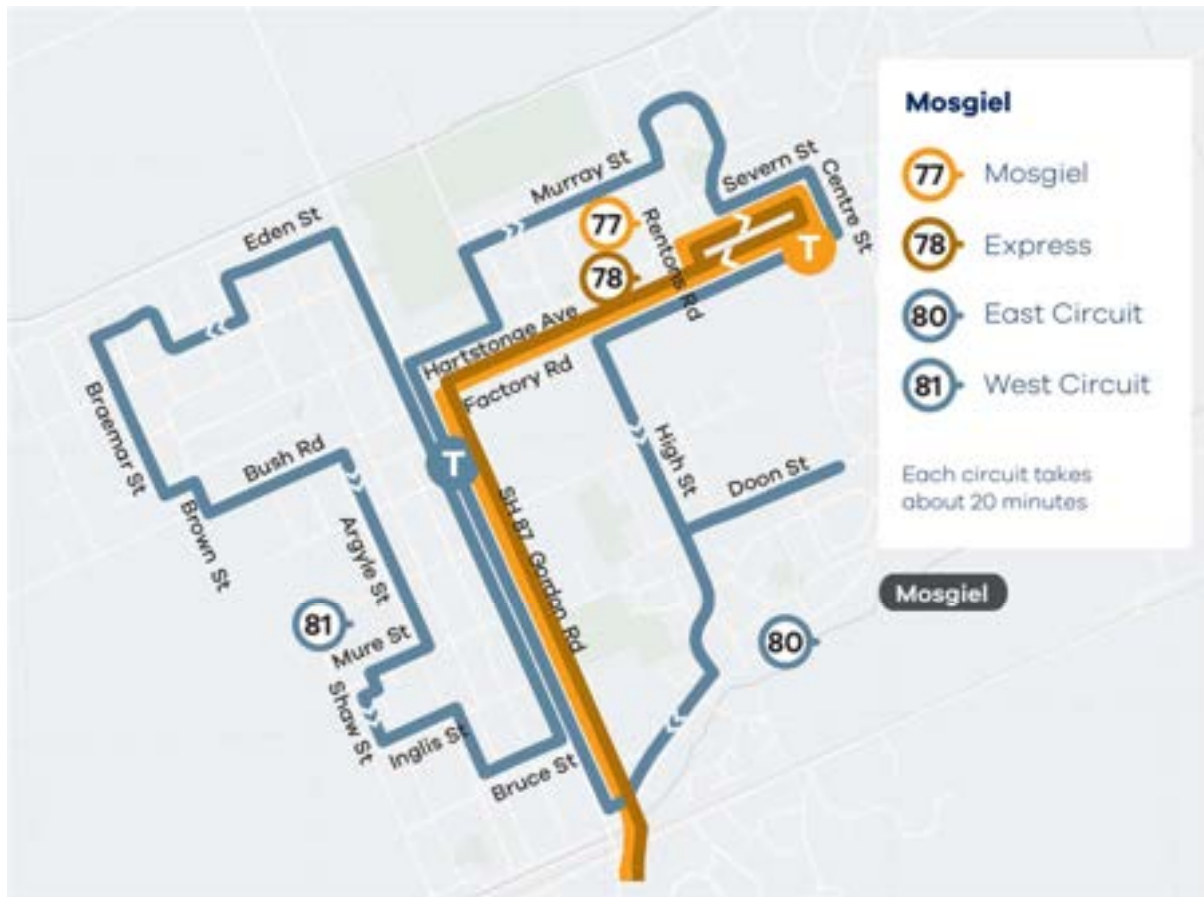 Mosgiel
77 Mosgiel
78 Express
80 East Circuit
81 West Circuit
Each circuit takes
about 20 minutes
Mosgiel
Murray St
Severn St
Centre St
Eden St
77
Rentons Rd
T
78
Hartstonge Ave
Factory Rd
Braemar St
Bush Rd
T
High St
Doon St
Brown St
SH 87 Gordon Rd
Argyle St
81
Mure St
80
Shaw St
Inglis St
Bruce St